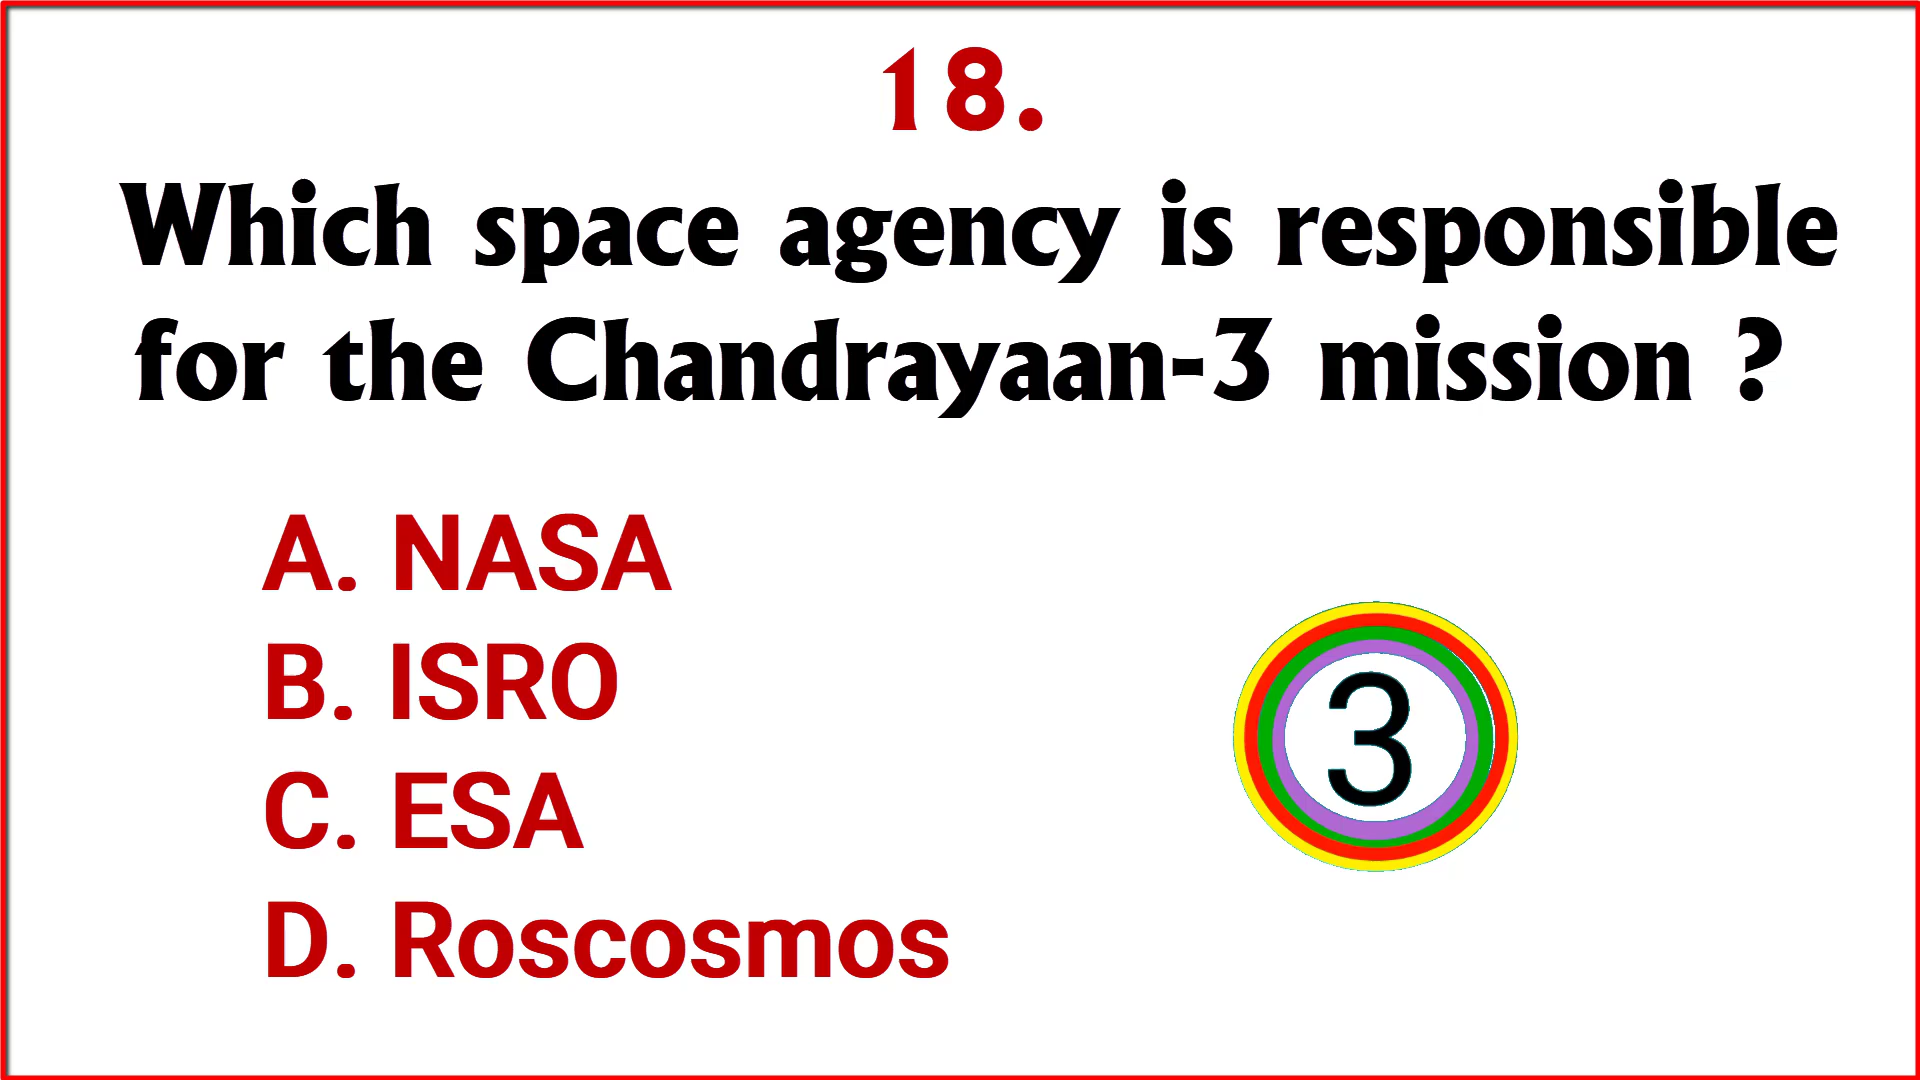 18.
Which space agency is responsible
for the Chandrayaan-3 mission ?
A. NASA
B. ISRO
C. ESA
D. Roscosmos
3